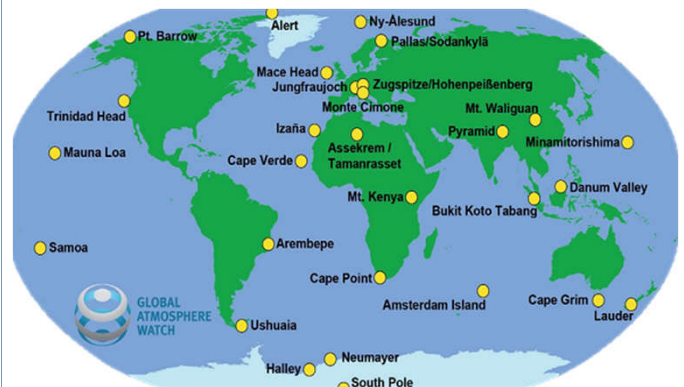 Alert
Ny-Ålesund
Pt. Barrow
Pallas/Sodankylä
Mace Head
Jungfraujoch
Zugspitze/Hohenpeißenberg
Monte Cimone
Mt. Waliguan
Trinidad Head
Izaña
Pyramid
Minamitorishima
Assekrem /
Tamanrasset
Mauna Loa
Cape Verde
Danum Valley
Mt. Kenya
Bukit Koto Tabang
Samoa
Arembepe
Cape Point
Amsterdam Island
Cape Grim
Lauder
GLOBAL
ATMOSPHERE
WATCH
Ushuaia
Neumayer
Halley
South Pole